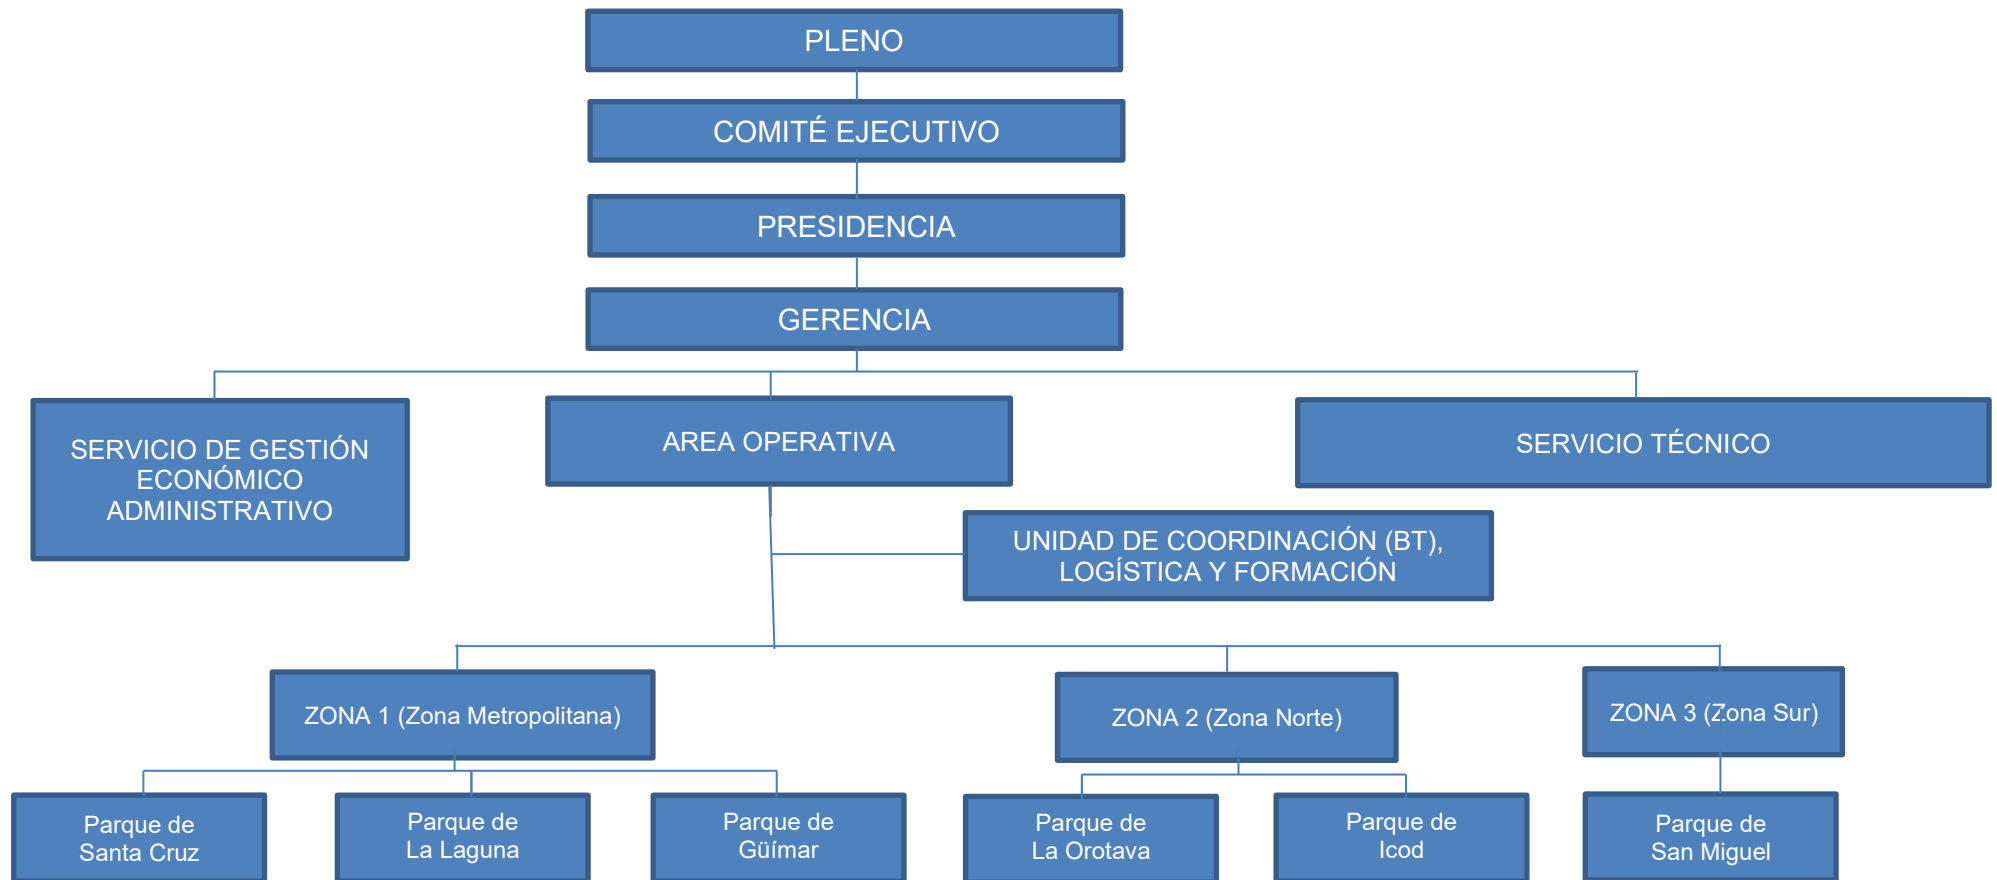 PLENO
COMITÉ EJECUTIVO
PRESIDENCIA
GERENCIA
SERVICIO DE GESTIÓN
ECONÓMICO
ADMINISTRATIVO
AREA OPERATIVA
SERVICIO TÉCNICO
UNIDAD DE COORDINACIÓN (BT),
LOGÍSTICA Y FORMACIÓN
ZONA 1 (Zona Metropolitana)
ZONA 2 (Zona Norte)
ZONA 3 (Zona Sur)
Parque de
Santa Cruz
Parque de
La Laguna
Parque de
Güímar
Parque de
La Orotava
Parque de
Icod
Parque de
San Miguel